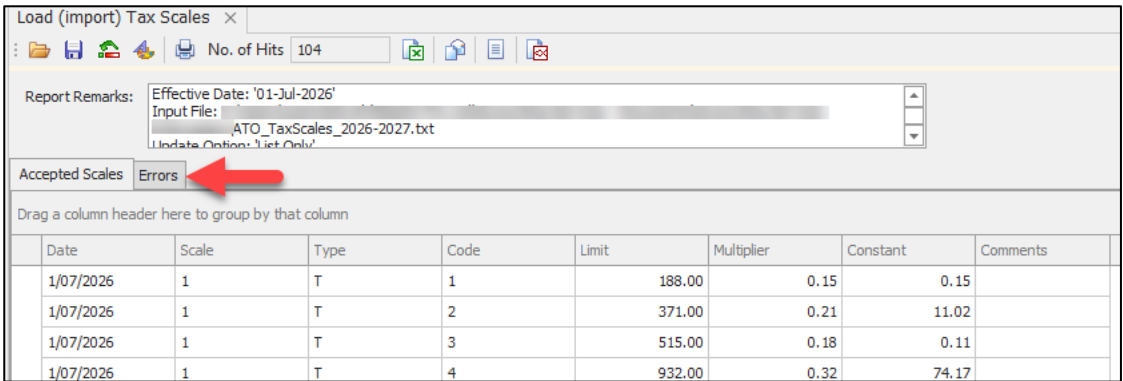 Load (import) Tax Scales
No. of Hits 104
Report Remarks:
Effective Date: '01-Jul-2026'
Input File:
ATO_TaxScales_2026-2027.txt
Update Option: 'List Only'
Accepted Scales Errors
Drag a column header here to group by that column
Date Scale Type Code Limit Multiplier Constant Comments
1/07/2026 1 T 1 188.00 0.15 0.15
1/07/2026 1 T 2 371.00 0.21 11.02
1/07/2026 1 T 3 515.00 0.18 0.11
1/07/2026 1 T 4 932.00 0.32 74.17